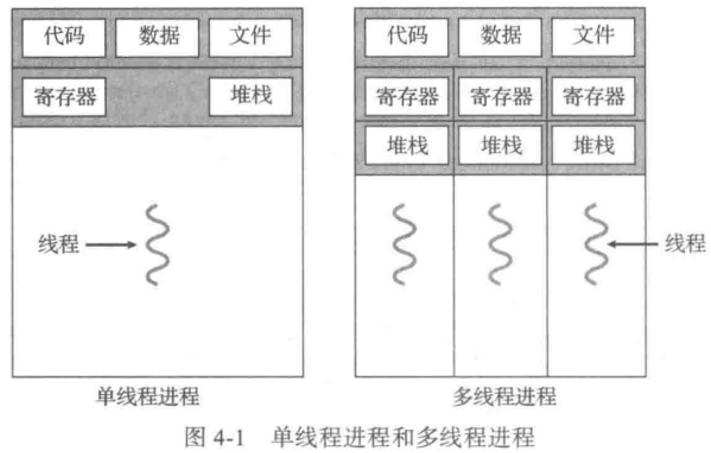 代码 数据 文件
寄存器 堆栈
线程
单线程进程
代码 数据 文件
寄存器 寄存器 寄存器
堆栈 堆栈 堆栈
线程
多线程进程
图 4-1 单线程进程和多线程进程